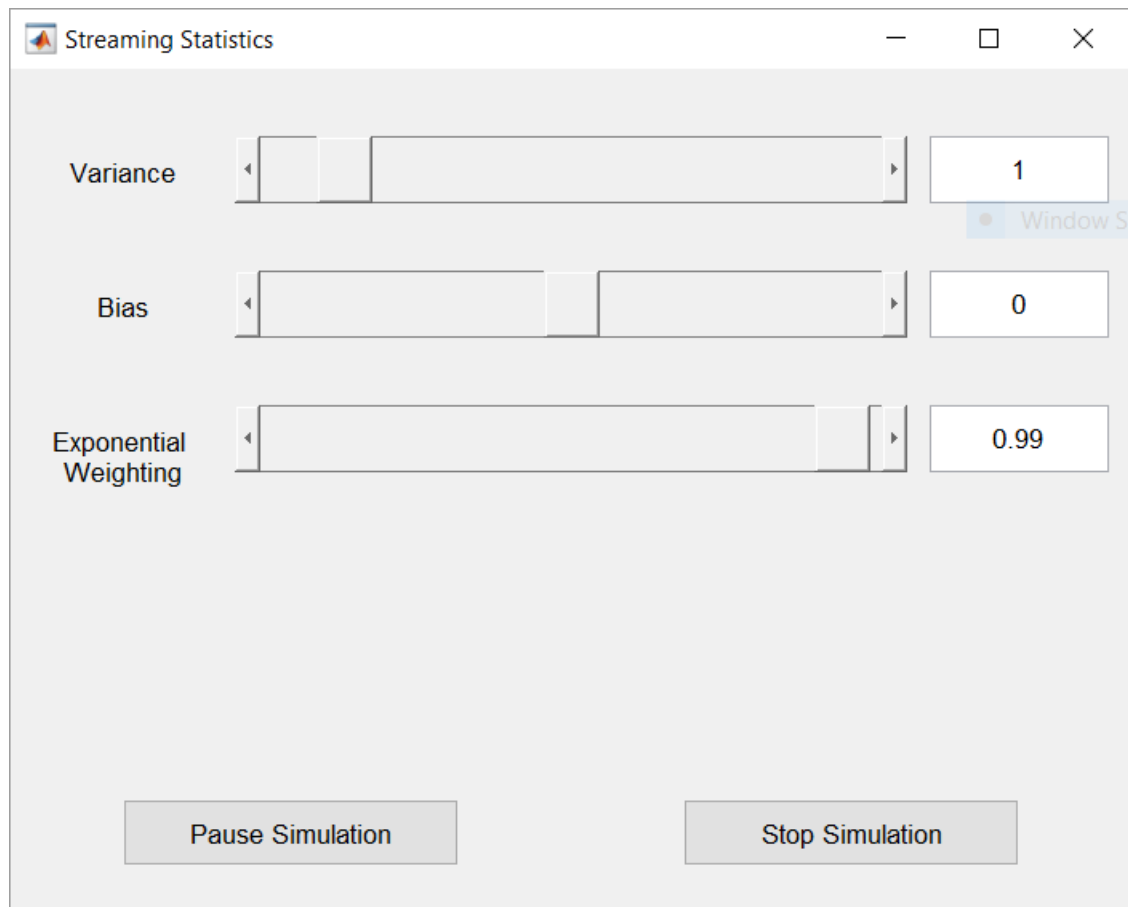 Streaming Statistics
Variance
1
Window S
Bias
0
Exponential
Weighting
0.99
Pause Simulation
Stop Simulation